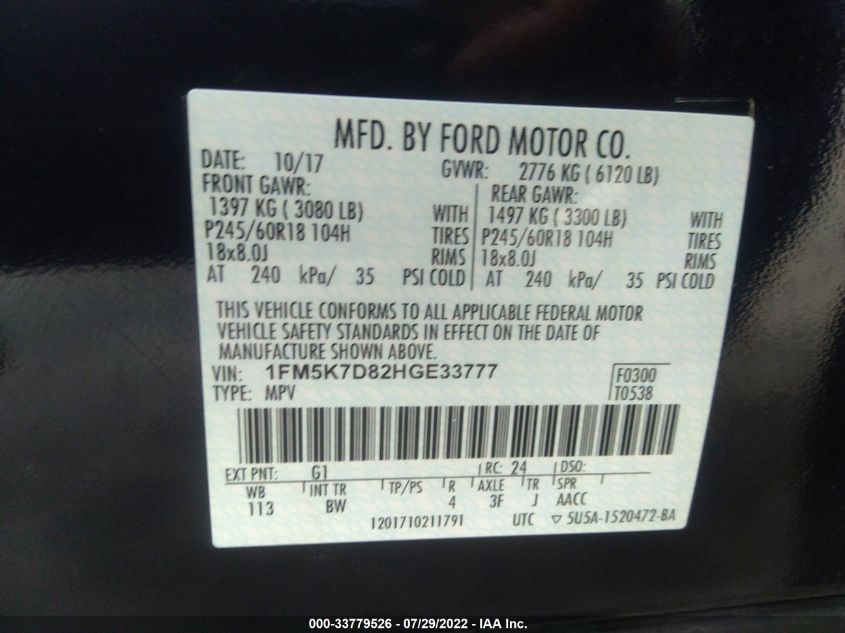 MFD. BY FORD MOTOR CO.
DATE: 10/17 GVWR: 2776 KG ( 6120 LB)
FRONT GAWR: REAR GAWR:
1397 KG ( 3080 LB) WITH 1497 KG ( 3300 LB) WITH
P245/60R18 104H TIRES P245/60R18 104H TIRES
18x8.0J RIMS 18x8.0J RIMS
AT 240 kPa/ 35 PSI COLD AT 240 kPa/ 35 PSI COLD
THIS VEHICLE CONFORMS TO ALL APPLICABLE FEDERAL MOTOR
VEHICLE SAFETY STANDARDS IN EFFECT ON THE DATE OF
MANUFACTURE SHOWN ABOVE.
VIN: 1FM5K7D82HGE33777 F0300
TYPE: MPV T0538
EXT PNT: G1 RC: 24 DSO:
WB INT TR TP/PS R AXLE TR SPR
113 BW 4 3F J AACC
1201710211791 UTC ▽ 5U5A-1520472-BA
000-33779526 - 07/29/2022 - IAA Inc.